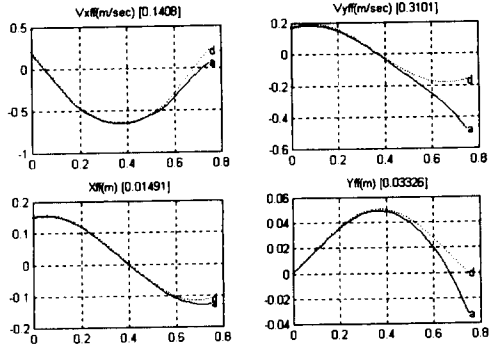 Vxff(m/sec) [0.1408]
0.5
0
-0.5
-1
0 0.2 0.4 0.6 0.8
d
a
Vyff(m/sec) [0.3101]
0.2
0
-0.2
-0.4
-0.6
0 0.2 0.4 0.6 0.8
d
a
Xff(m) [0.01491]
0.2
0.1
0
-0.1
-0.2
0 0.2 0.4 0.6 0.8
Yff(m) [0.03326]
0.06
0.04
0.02
0
-0.02
-0.04
0 0.2 0.4 0.6 0.8
d
a